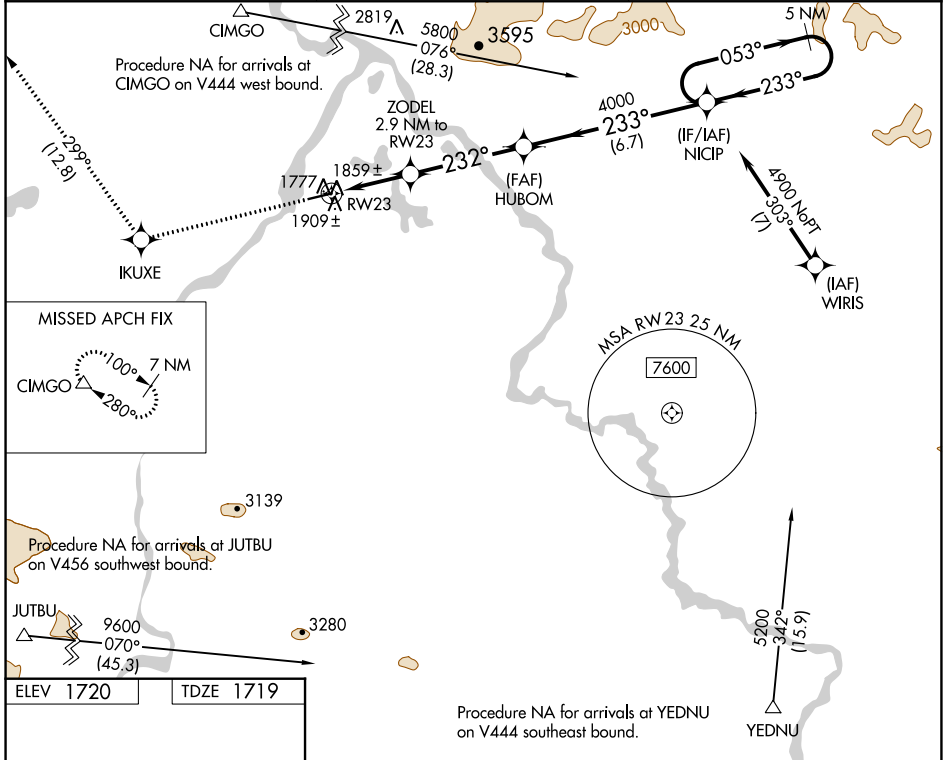 CIMGO
2819
5800
076°
(28.3)
3595
3000
5 NM
053°
233°
Procedure NA for arrivals at
CIMGO on V444 west bound.
ZODEL
2.9 NM to
RW23
4000
233°
(6.7)
(IF/IAF)
NICIP
299°
(12.8)
232°
(FAF)
HUBOM
1859 ±
1777
RW23
1909 ±
4900 NoPT
303°
(7)
IKUXE
(IAF)
WIRIS
MISSED APCH FIX
CIMGO
100°
7 NM
280°
MSA RW 23 25 NM
7600
3139
Procedure NA for arrivals at JUTBU
on V456 southwest bound.
JUTBU
9600
070°
(45.3)
3280
5200
342°
(15.9)
YEDNU
Procedure NA for arrivals at YEDNU
on V444 southeast bound.
ELEV 1720
TDZE 1719